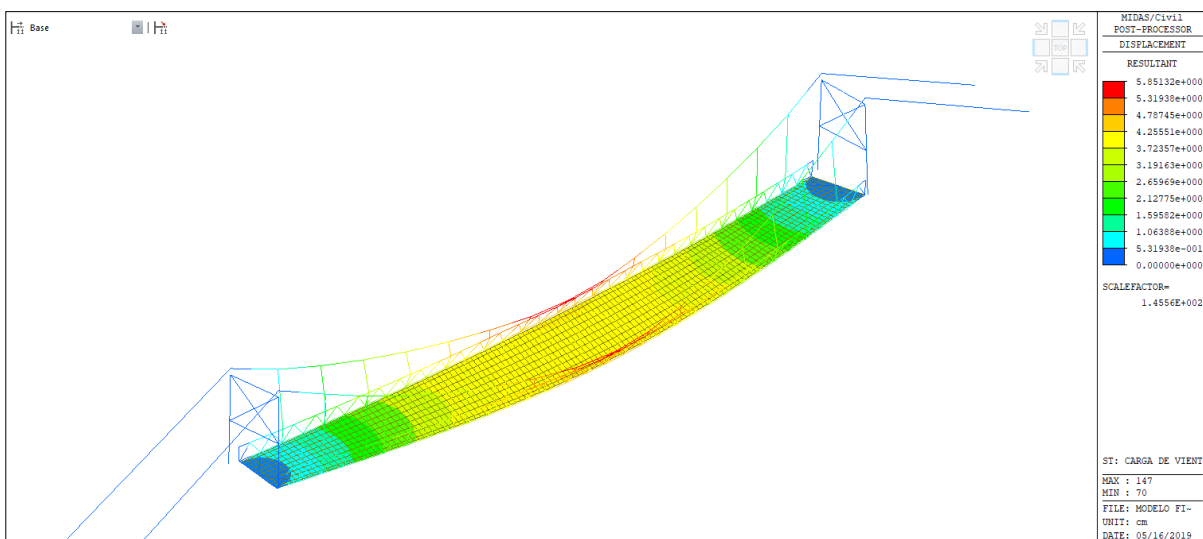 Base
TOP
MIDAS/Civil
POST-PROCESSOR
DISPLACEMENT
RESULTANT
5.85132e+000
5.31938e+000
4.78745e+000
4.25551e+000
3.72357e+000
3.19163e+000
2.65969e+000
2.12775e+000
1.59582e+000
1.06388e+000
5.31938e-001
0.00000e+000
SCALEFACTOR=
1.4556E+002
ST: CARGA DE VIENT
MAX : 147
MIN : 70
FILE: MODELO FI~
UNIT: cm
DATE: 05/16/2019